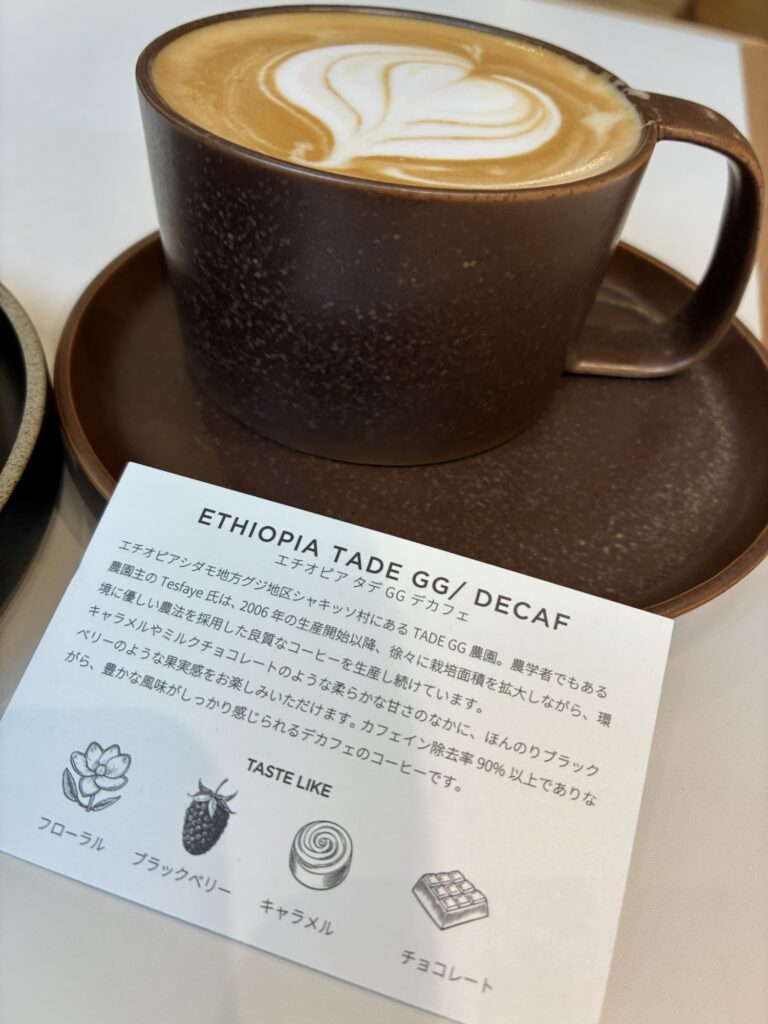 ETHIOPIA TADE GG/ DECAF
エチオピア タデ GG デカフェ
エチオピアシダモ地方グジ地区シャキッソ村にある TADE GG 農園。農学者でもある
農園主の Tesfaye 氏は、2006 年の生産開始以降、徐々に栽培面積を拡大しながら、環
境に優しい農法を採用した良質なコーヒーを生産し続けています。
キャラメルやミルクチョコレートのような柔らかな甘さのなかに、ほんのりブラック
ベリーのような果実感をお楽しみいただけます。カフェイン除去率 90% 以上でありな
がら、豊かな風味がしっかり感じられるデカフェのコーヒーです。
TASTE LIKE
フローラル
ブラックベリー
キャラメル
チョコレート